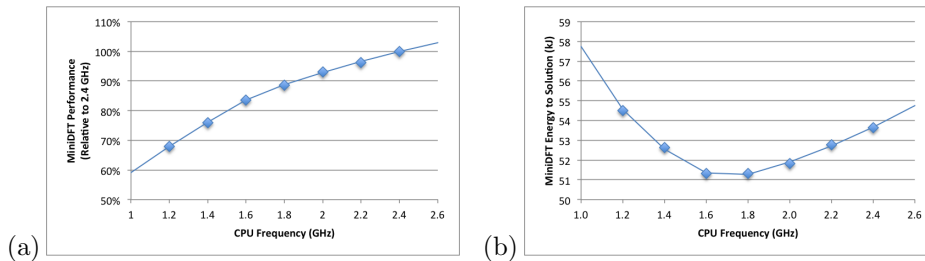 110%
100%
90%
80%
70%
60%
50%
MiniDFT Performance
(Relative to 2.4 GHz)
1 1.2 1.4 1.6 1.8 2 2.2 2.4 2.6
CPU Frequency (GHz)
(a)
59
58
57
56
55
54
53
52
51
50
MiniDFT Energy to Solution (kJ)
1.0 1.2 1.4 1.6 1.8 2.0 2.2 2.4 2.6
CPU Frequency (GHz)
(b)